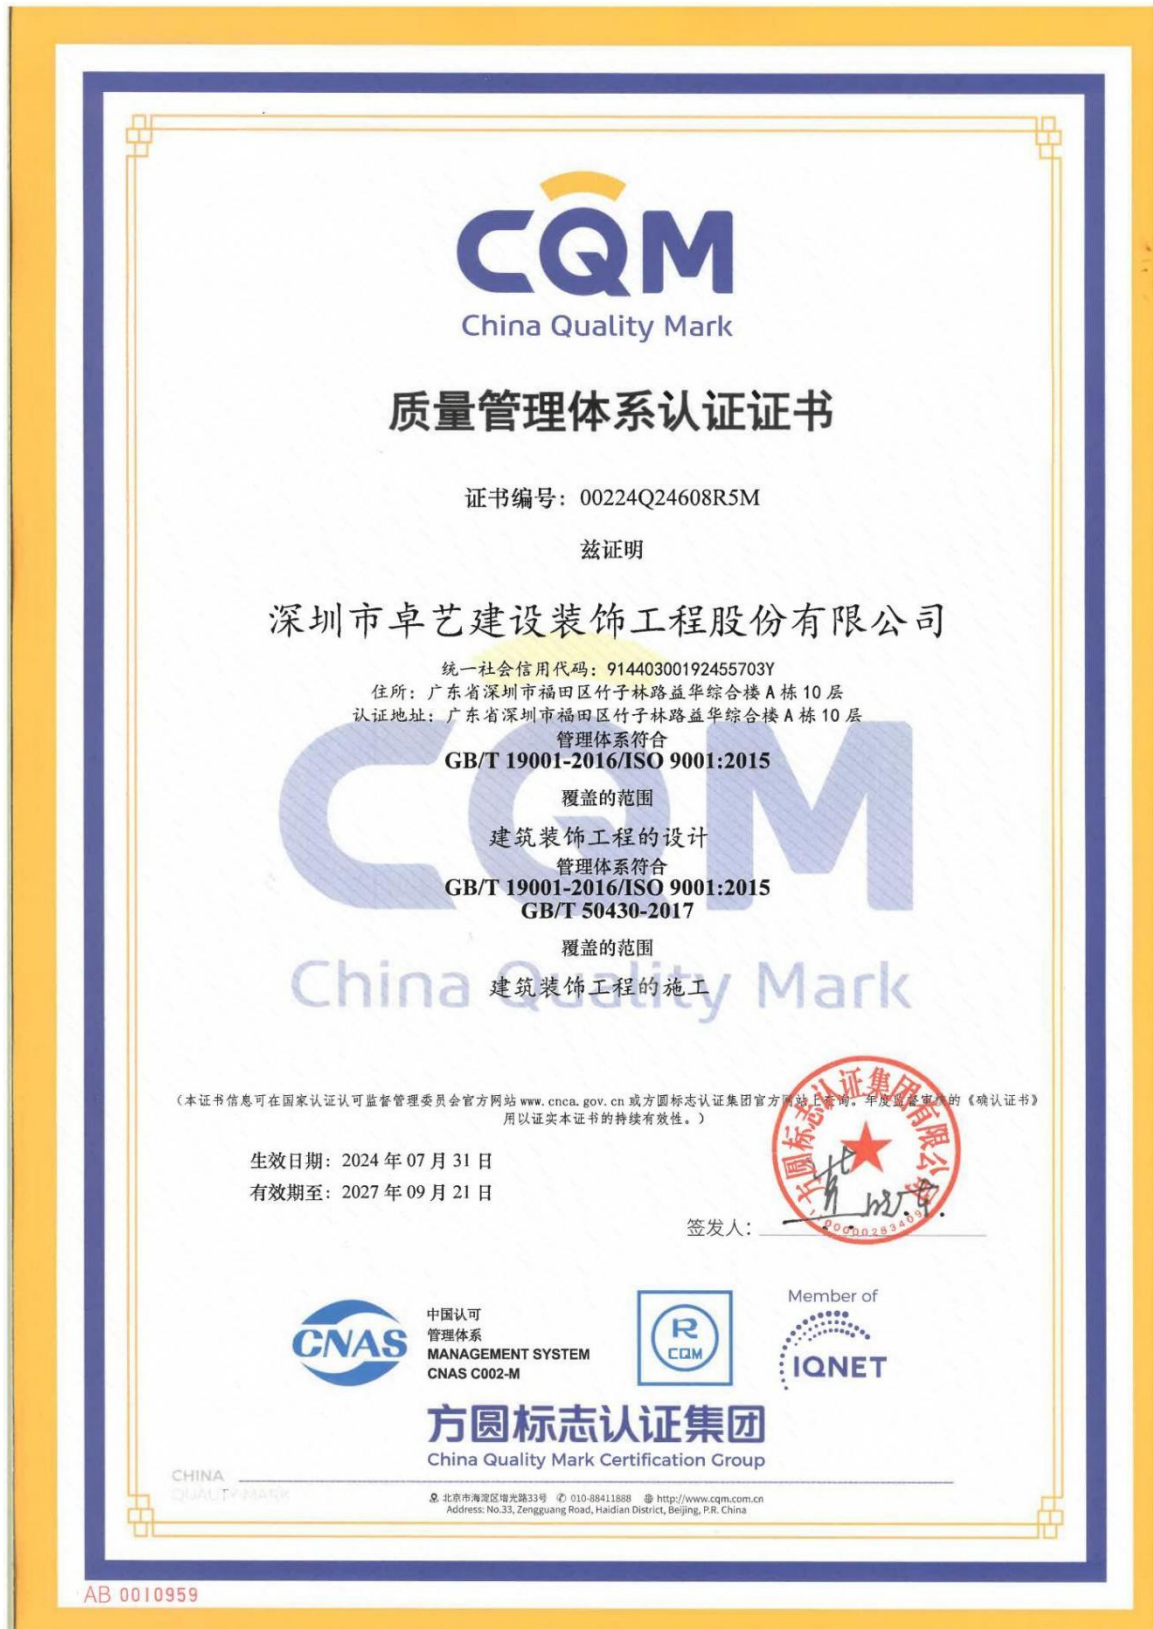 CQM
China Quality Mark
质量管理体系认证证书
证书编号：00224Q24608R5M
兹证明
深圳市卓艺建设装饰工程股份有限公司
统一社会信用代码：91440300192455703Y
住所：广东省深圳市福田区竹子林路益华综合楼A栋10层
认证地址：广东省深圳市福田区竹子林路益华综合楼A栋10层
管理体系符合
GB/T 19001-2016/ISO 9001:2015
覆盖的范围
建筑装饰工程的设计
管理体系符合
GB/T 19001-2016/ISO 9001:2015
GB/T 50430-2017
覆盖的范围
建筑装饰工程的施工
CQM
China Quality Mark
（本证书信息可在国家认证认可监督管理委员会官方网站www.cnca.gov.cn或方圆标志认证集团官方网站上查询。年度监督审核的《确认证书》
用以证实本证书的持续有效性。）
生效日期：2024年07月31日
有效期至：2027年09月21日
方圆标志认证集团有限公司
签发人：
CNAS
中国认可
管理体系
MANAGEMENT SYSTEM
CNAS C002-M
R
CQM
Member of
IQNET
方圆标志认证集团
China Quality Mark Certification Group
CHINA
QUALITY MARK
北京市海淀区增光路33号 010-88411888 http://www.cqm.com.cn
Address: No.33, Zengguang Road, Haidian District, Beijing, P.R. China
AB 0010959